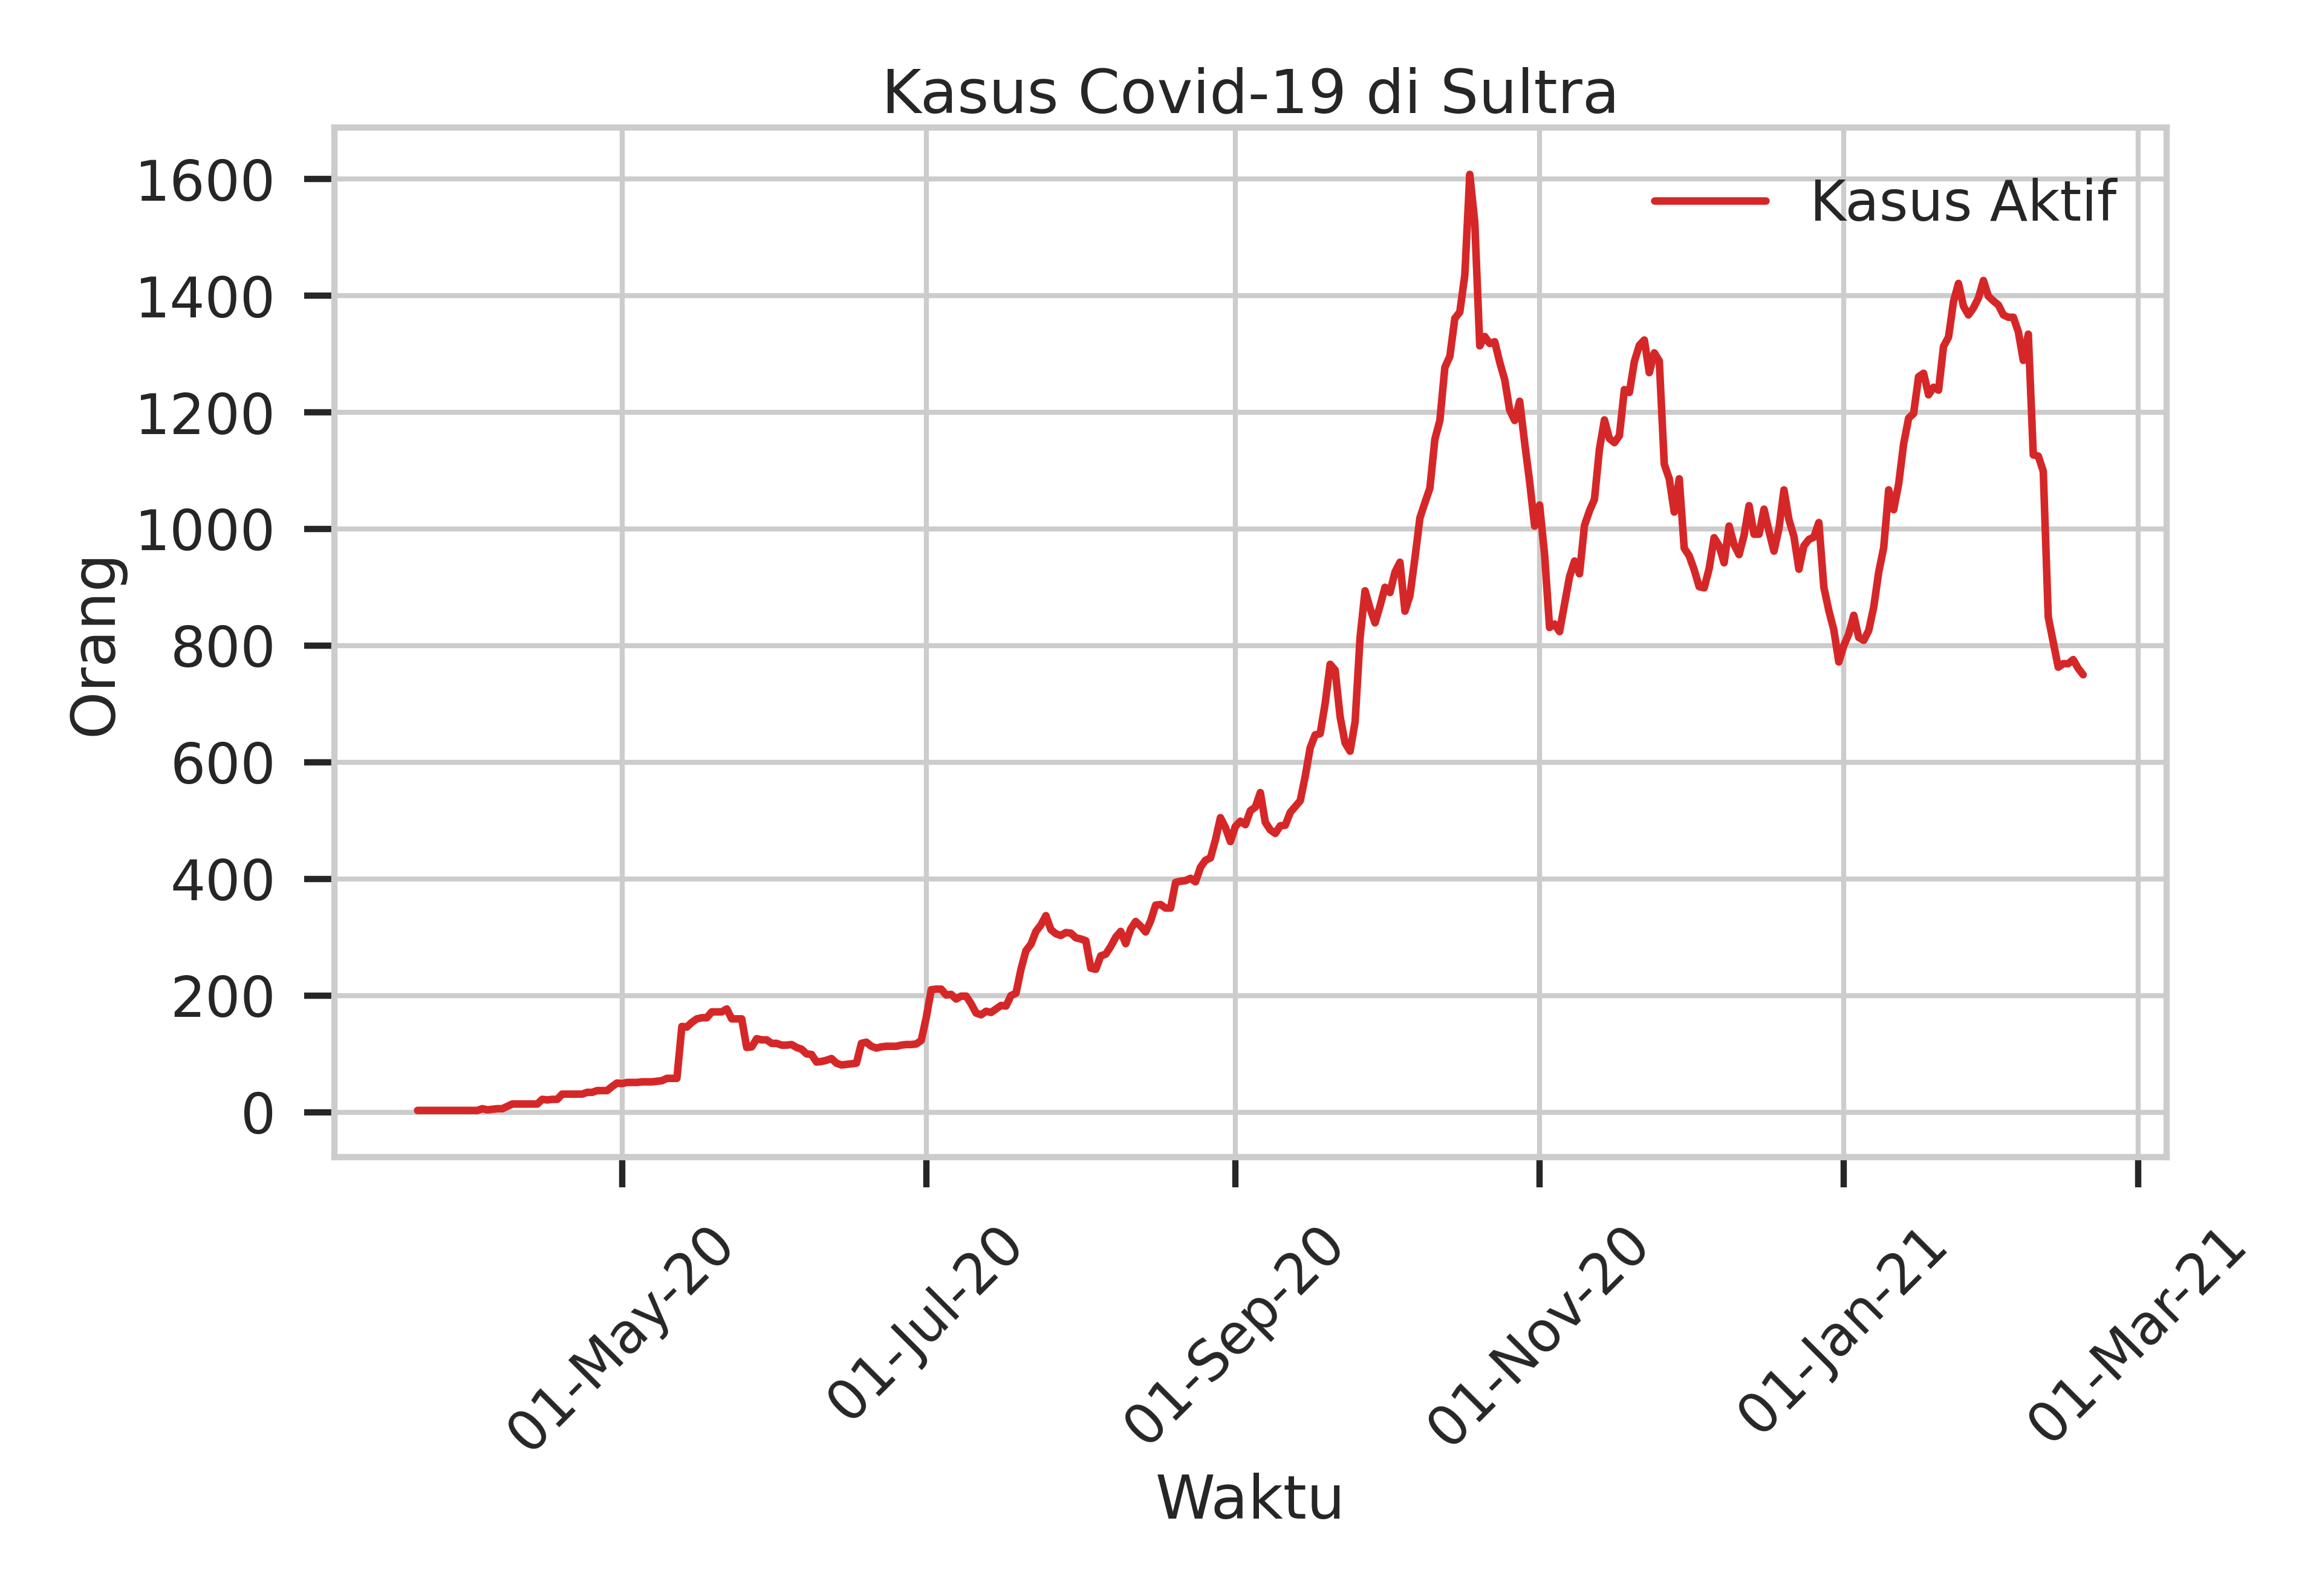 Kasus Covid-19 di Sultra
Kasus Aktif
1600
1400
1200
1000
800
600
400
200
0
Orang
01-May-20
01-Jul-20
01-Sep-20
01-Nov-20
01-Jan-21
01-Mar-21
Waktu